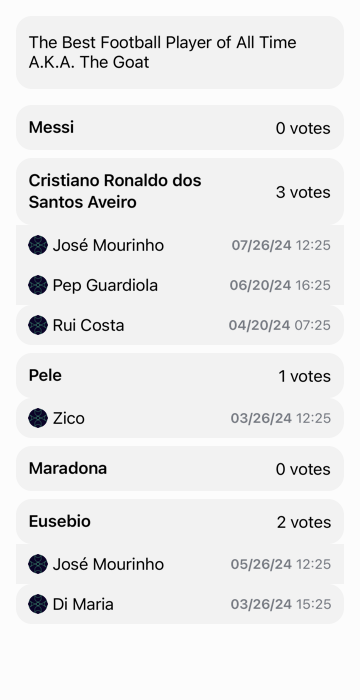 The Best Football Player of All Time
A.K.A. The Goat
Messi 0 votes
Cristiano Ronaldo dos
Santos Aveiro 3 votes
José Mourinho 07/26/24 12:25
Pep Guardiola 06/20/24 16:25
Rui Costa 04/20/24 07:25
Pele 1 votes
Zico 03/26/24 12:25
Maradona 0 votes
Eusebio 2 votes
José Mourinho 05/26/24 12:25
Di Maria 03/26/24 15:25